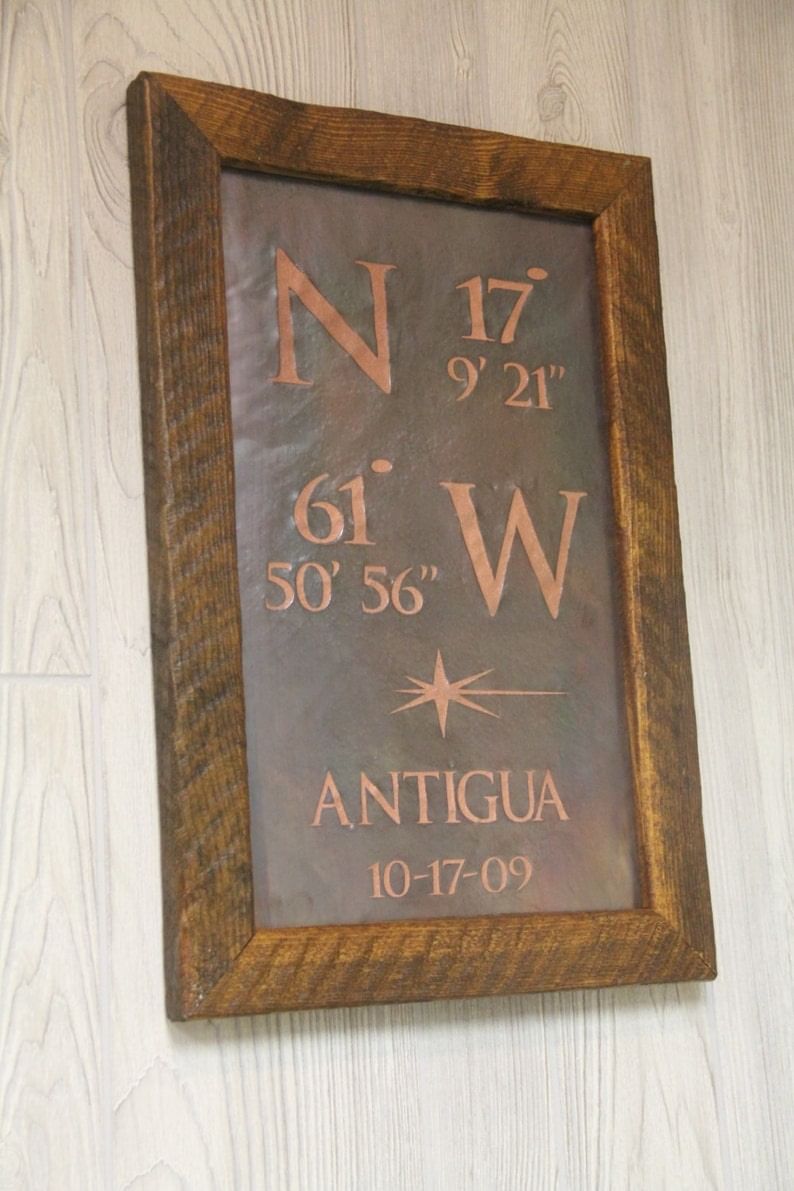 N 17°
9' 21"
61° W
50' 56"
ANTIGUA
10-17-09